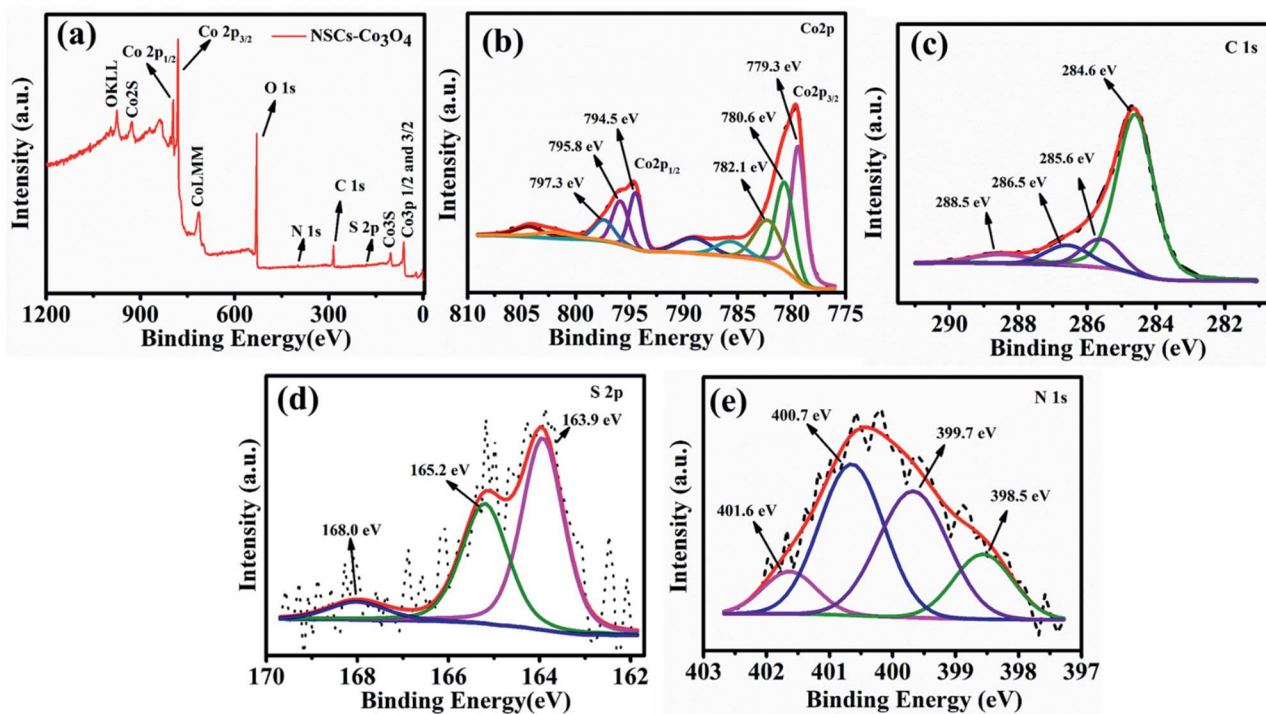 (a)
NSCs-Co₃O₄
Co 2p₃/₂
Co 2p₁/₂
OKLL
Co2S
CoLMM
O 1s
N 1s
C 1s
S 2p
Co3S
Co3p 1/2 and 3/2
Intensity (a.u.)
1200 900 600 300 0
Binding Energy(eV)
(b)
Co2p
779.3 eV
Co2p₃/₂
780.6 eV
782.1 eV
794.5 eV
795.8 eV
Co2p₁/₂
797.3 eV
Intensity (a.u.)
810 805 800 795 790 785 780 775
Binding Energy (eV)
(c)
C 1s
284.6 eV
285.6 eV
286.5 eV
288.5 eV
Intensity (a.u.)
290 288 286 284 282
Binding Energy (eV)
(d)
S 2p
163.9 eV
165.2 eV
168.0 eV
Intensity (a.u.)
170 168 166 164 162
Binding Energy(eV)
(e)
N 1s
400.7 eV
399.7 eV
398.5 eV
401.6 eV
Intensity (a.u.)
403 402 401 400 399 398 397
Binding Energy (eV)